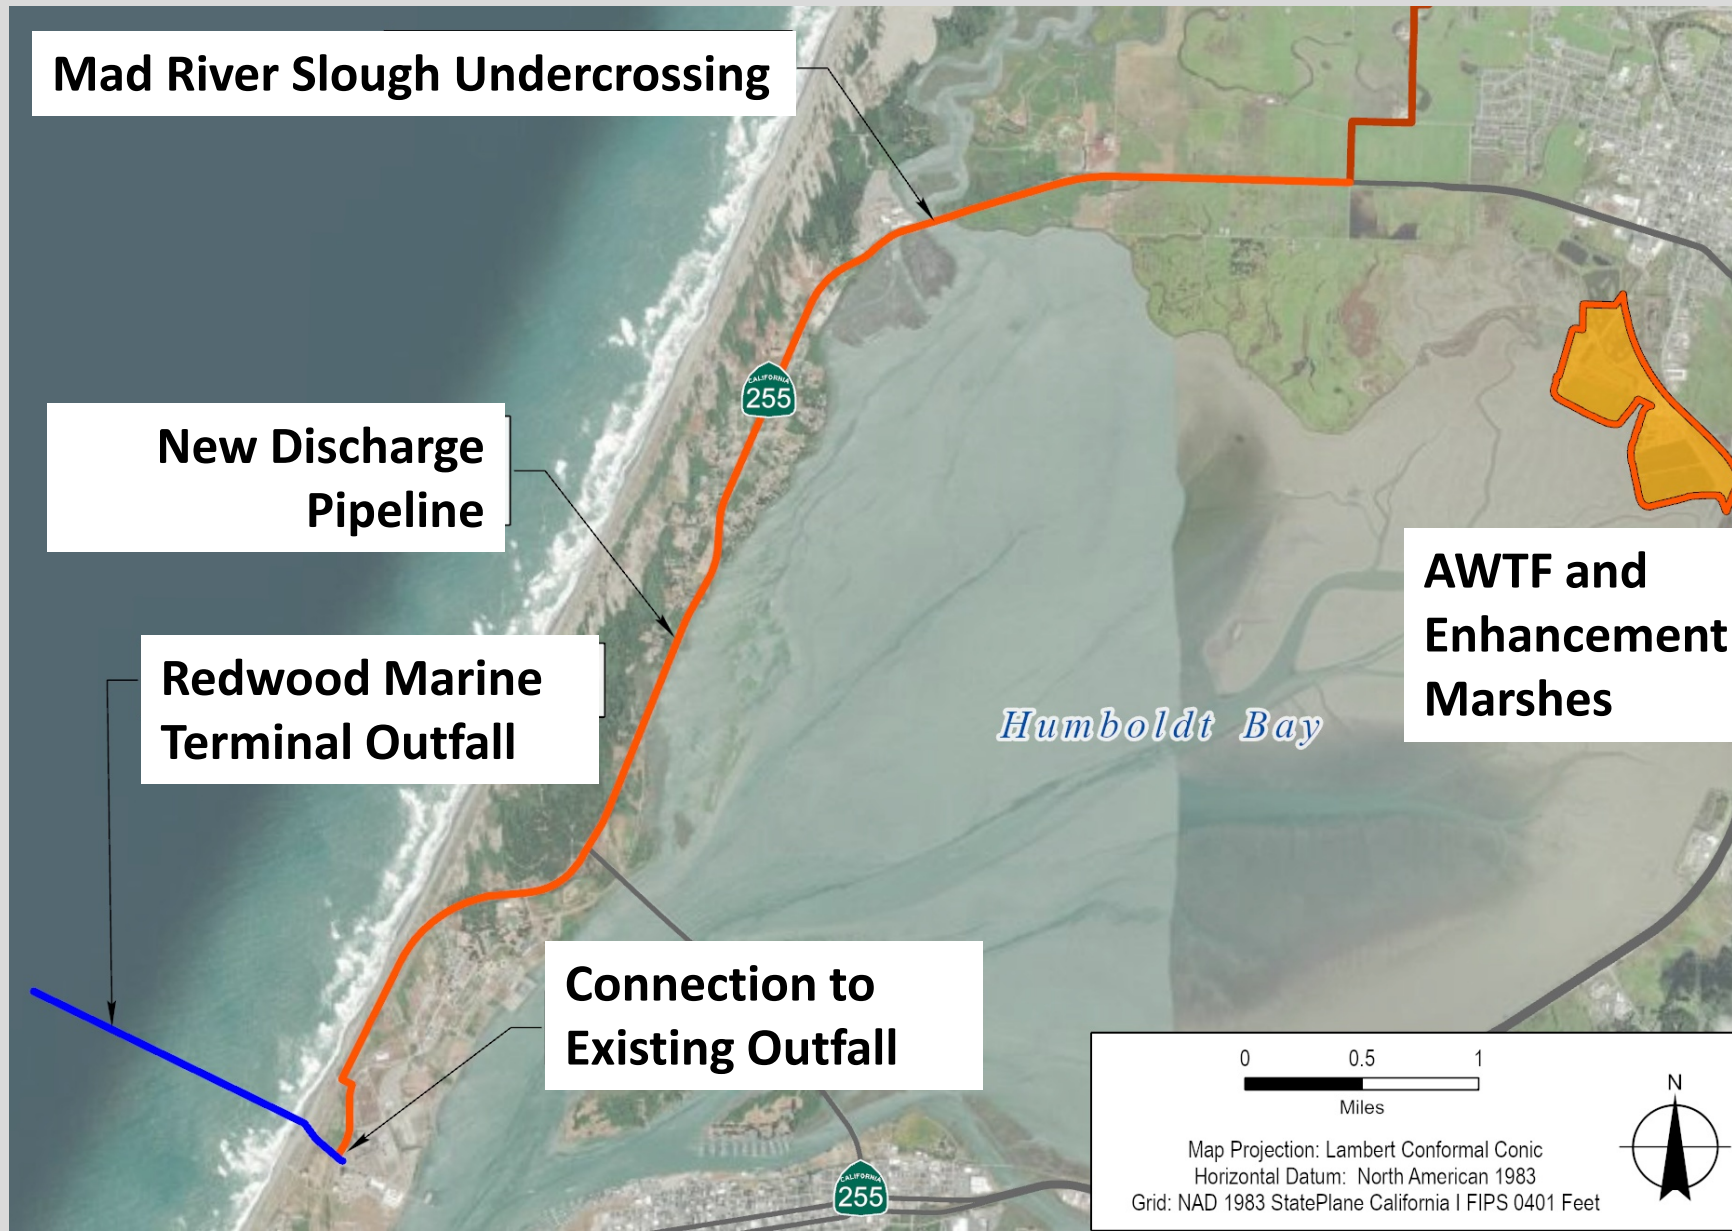 Mad River Slough Undercrossing
CALIFORNIA
255
New Discharge
Pipeline
Redwood Marine
Terminal Outfall
AWTF and
Enhancement
Marshes
Humboldt Bay
Connection to
Existing Outfall
CALIFORNIA
255
0 0.5 1
Miles
N
Map Projection: Lambert Conformal Conic
Horizontal Datum: North American 1983
Grid: NAD 1983 StatePlane California I FIPS 0401 Feet